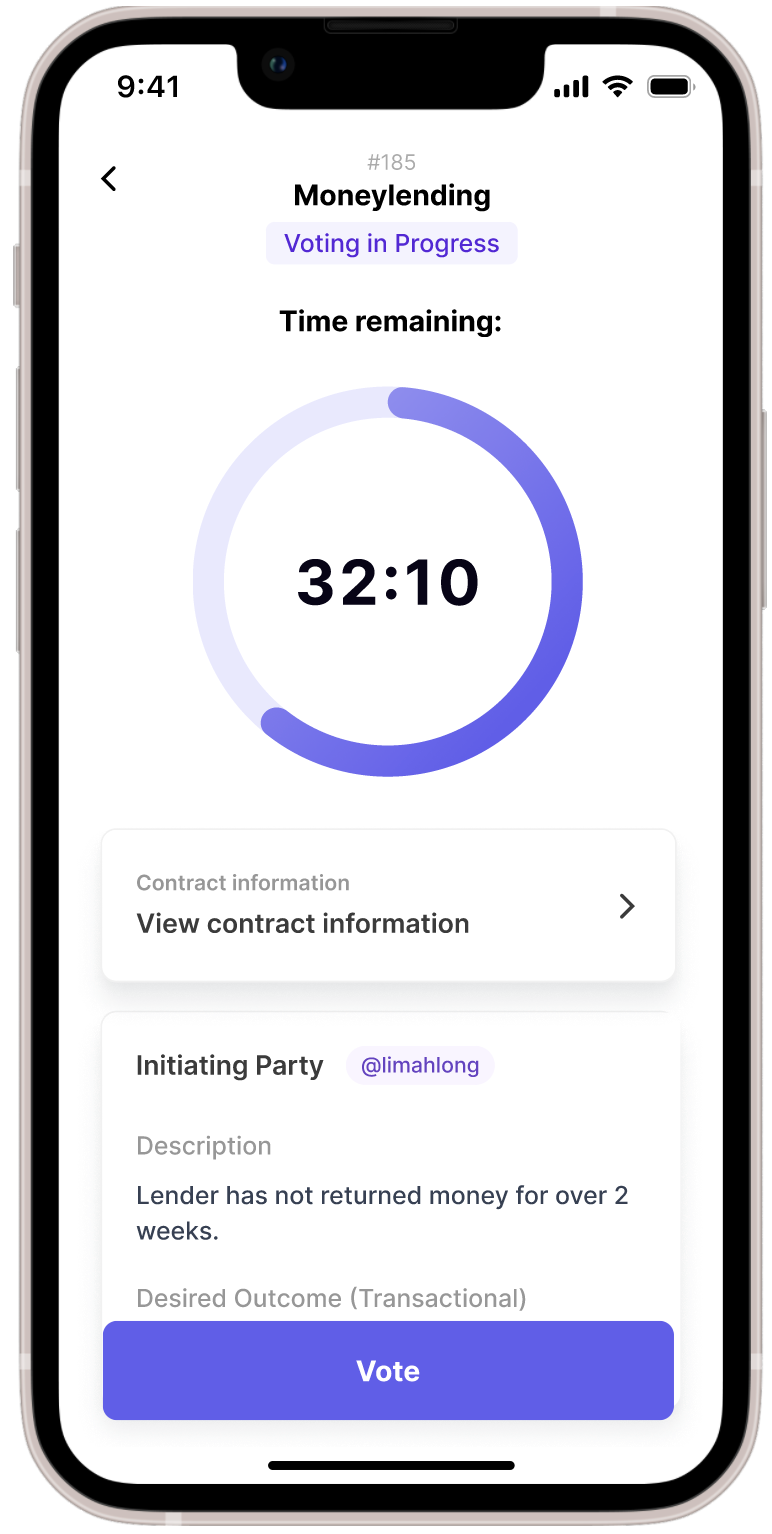 9:41
#185
Moneylending
Voting in Progress
Time remaining:
32:10
Contract information
View contract information
Initiating Party @limahlong
Description
Lender has not returned money for over 2
weeks.
Desired Outcome (Transactional)
Vote